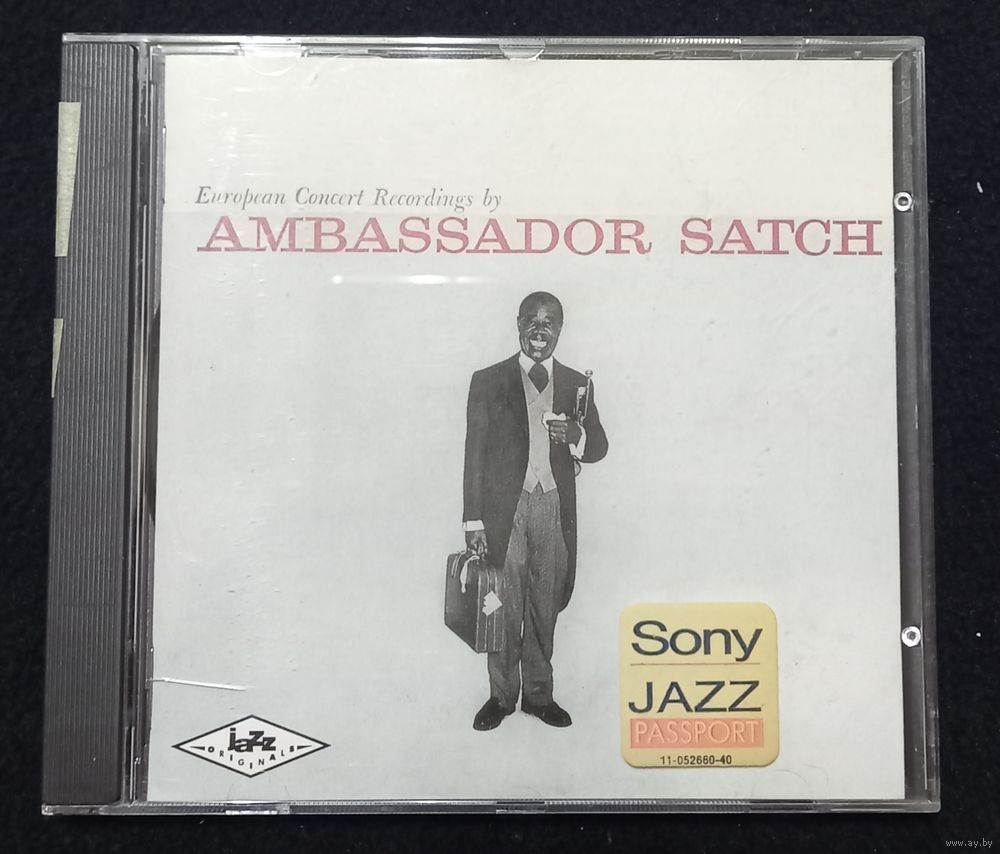 European Concert Recordings by
AMBASSADOR SATCH
Sony
JAZZ
PASSPORT
11-052660-40
jazz
ORIGINALS
www.ay.by